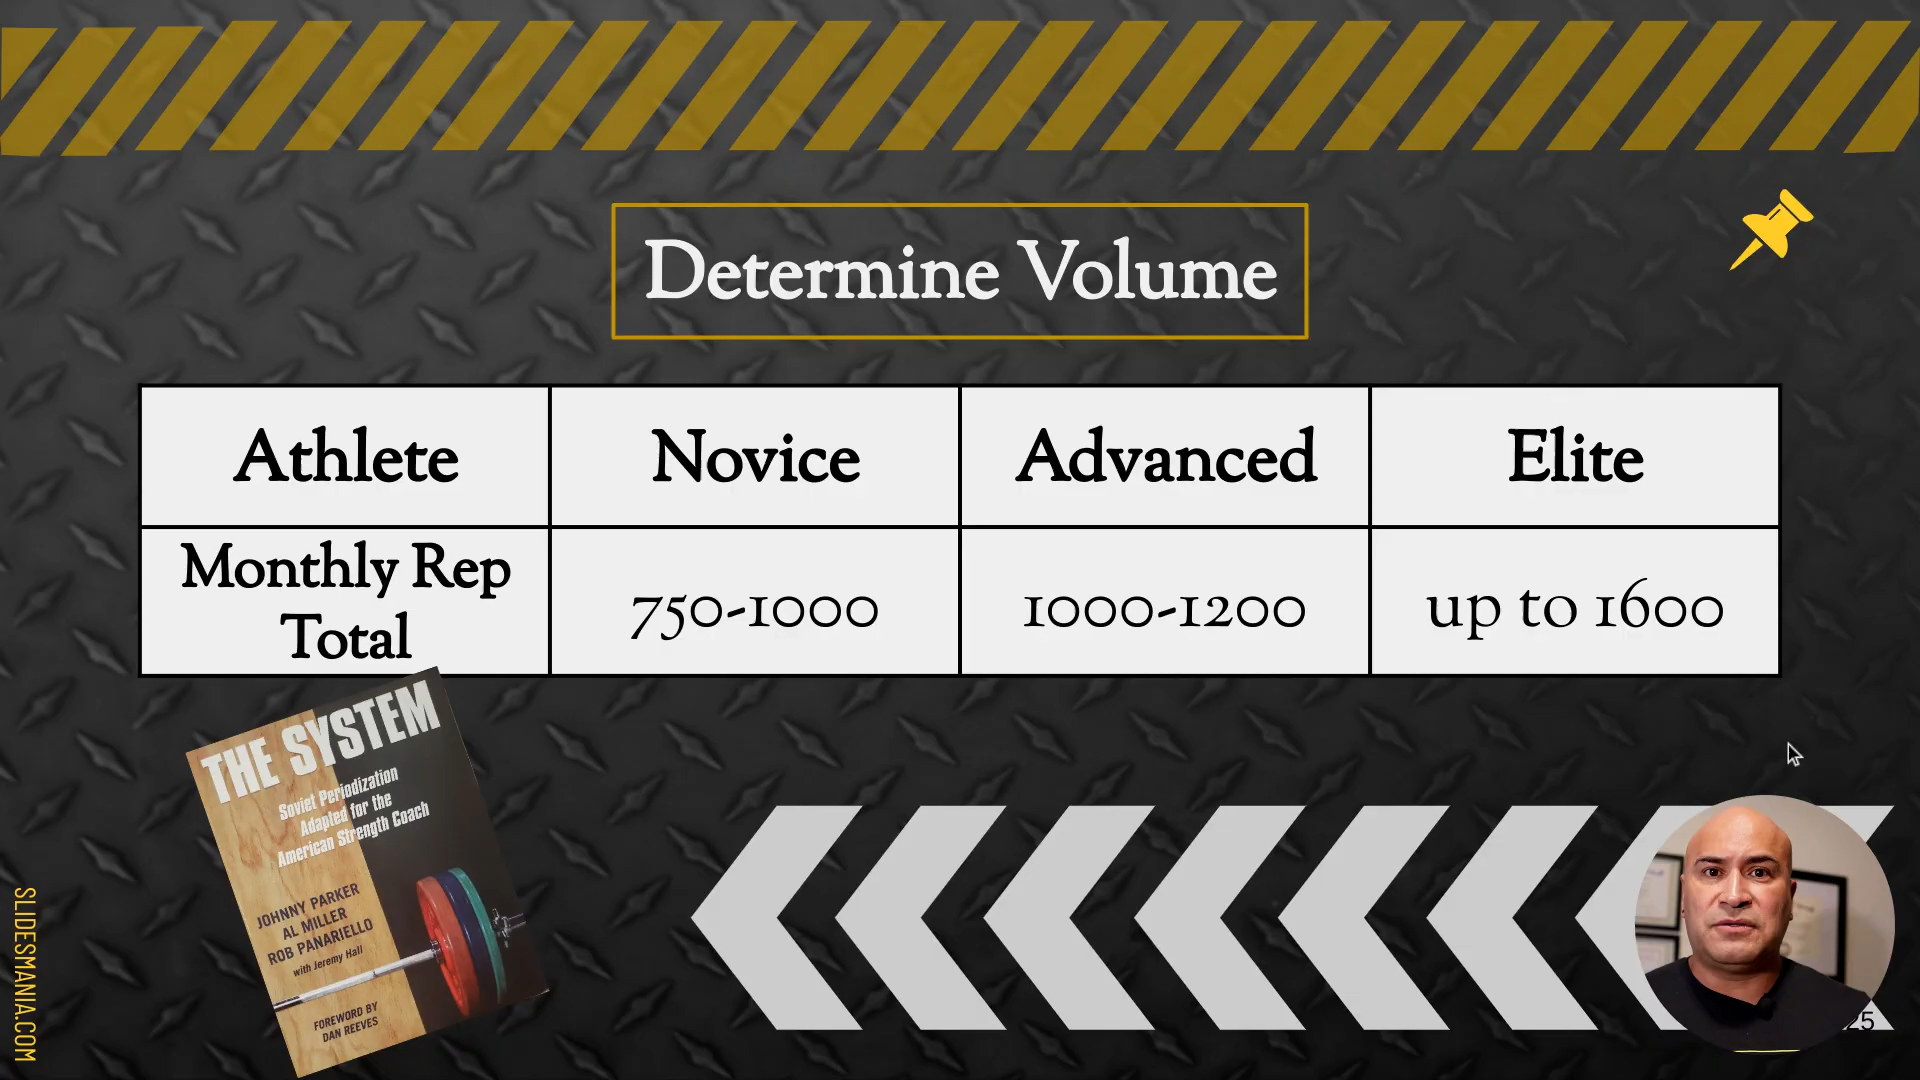 Determine Volume
Athlete Novice Advanced Elite
Monthly Rep
Total
750-1000 1000-1200 up to 1600
THE SYSTEM
Soviet Periodization
Adapted for the
American Strength Coach
JOHNNY PARKER
AL MILLER
ROB PANARIELLO
with Jeremy Hall
FOREWORD BY
DAN REEVES
SLIDESMANIA.COM
25